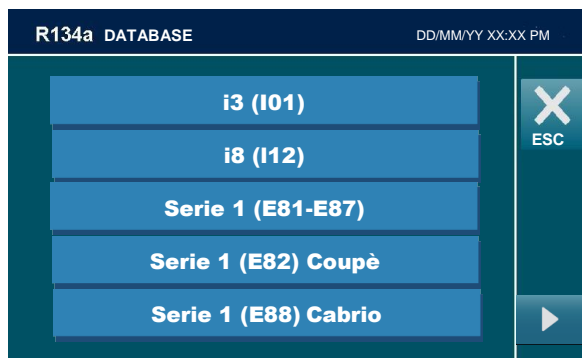 R134a DATABASE DD/MM/YY XX:XX PM
i3 (I01)
ESC
i8 (I12)
Serie 1 (E81-E87)
Serie 1 (E82) Coupè
Serie 1 (E88) Cabrio